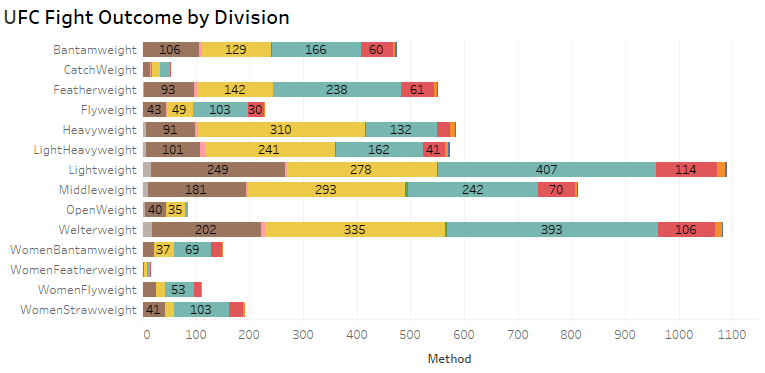 UFC Fight Outcome by Division
Bantamweight 106 129 166 60
CatchWeight
Featherweight 93 142 238 61
Flyweight 43 49 103 30
Heavyweight 91 310 132
LightHeavyweight 101 241 162 41
Lightweight 249 278 407 114
Middleweight 181 293 242 70
OpenWeight 40 35
Welterweight 202 335 393 106
WomenBantamweight 37 69
WomenFeatherweight
WomenFlyweight 53
WomenStrawweight 41 103
0 100 200 300 400 500 600 700 800 900 1000 1100
Method